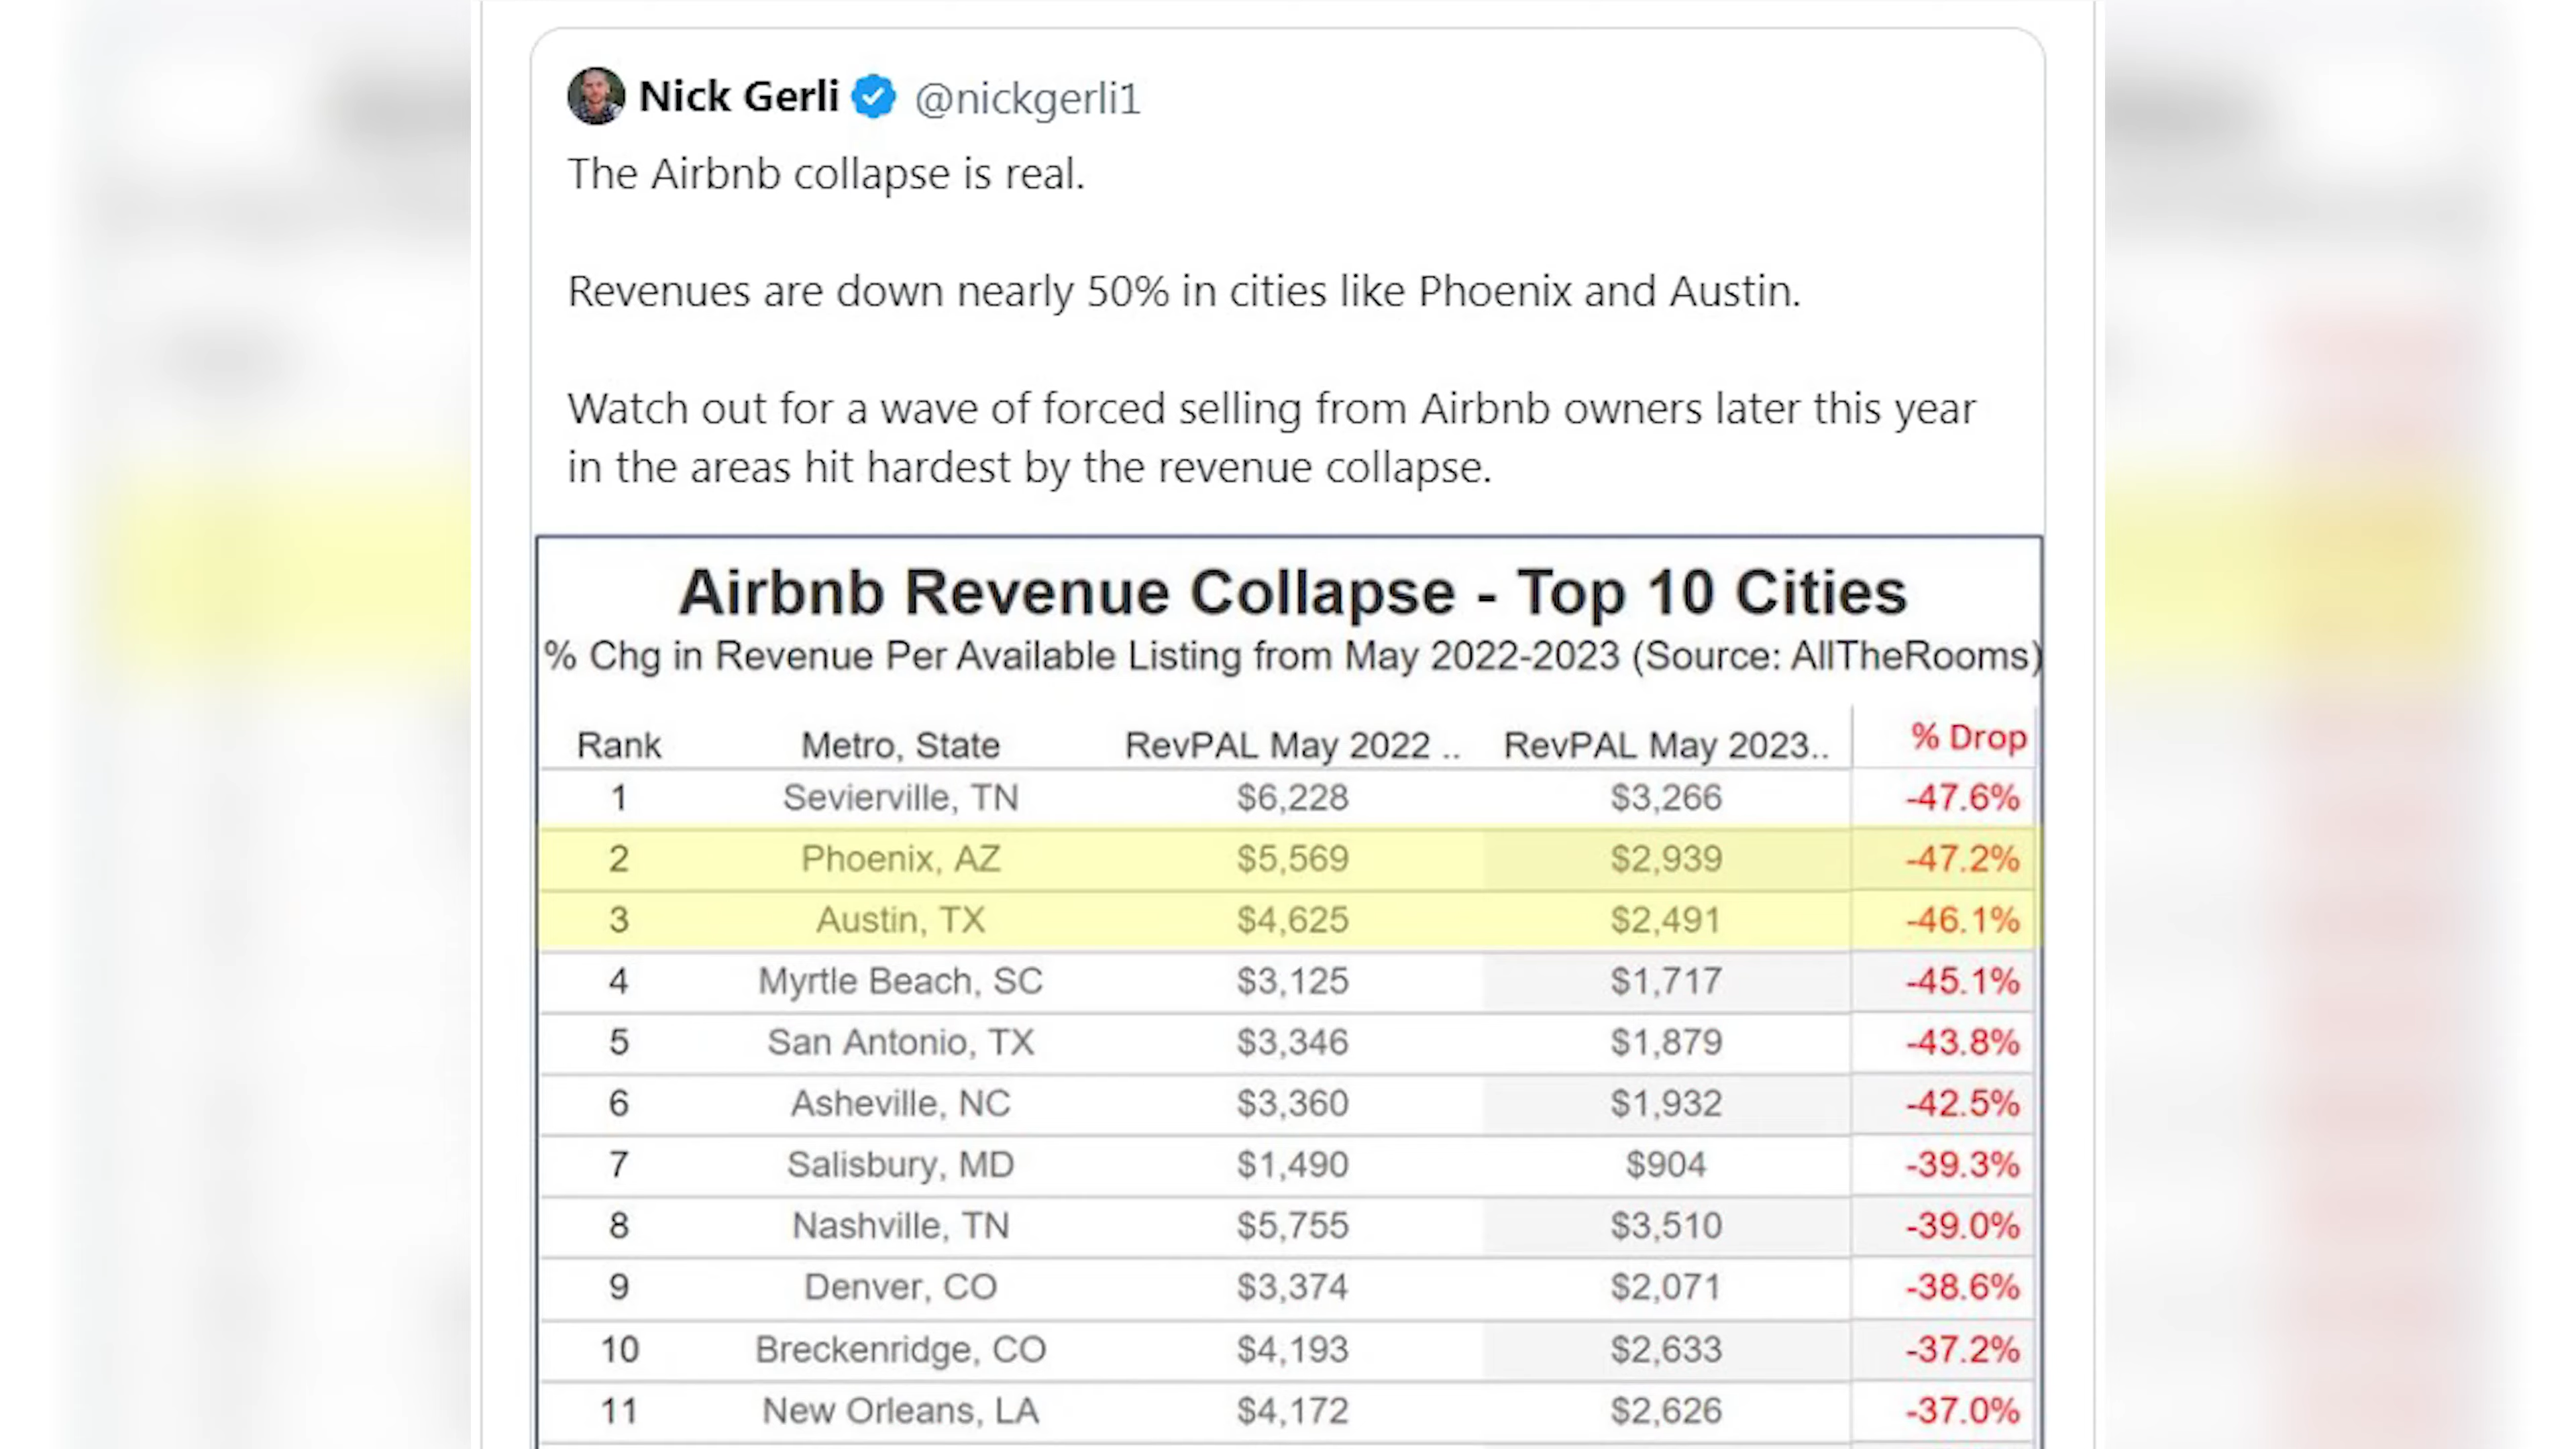 Nick Gerli @nickgerli1
The Airbnb collapse is real.
Revenues are down nearly 50% in cities like Phoenix and Austin.
Watch out for a wave of forced selling from Airbnb owners later this year
in the areas hit hardest by the revenue collapse.
Airbnb Revenue Collapse - Top 10 Cities
% Chg in Revenue Per Available Listing from May 2022-2023 (Source: AllTheRooms)
Rank Metro, State RevPAL May 2022 .. RevPAL May 2023.. % Drop
1 Sevierville, TN $6,228 $3,266 -47.6%
2 Phoenix, AZ $5,569 $2,939 -47.2%
3 Austin, TX $4,625 $2,491 -46.1%
4 Myrtle Beach, SC $3,125 $1,717 -45.1%
5 San Antonio, TX $3,346 $1,879 -43.8%
6 Asheville, NC $3,360 $1,932 -42.5%
7 Salisbury, MD $1,490 $904 -39.3%
8 Nashville, TN $5,755 $3,510 -39.0%
9 Denver, CO $3,374 $2,071 -38.6%
10 Breckenridge, CO $4,193 $2,633 -37.2%
11 New Orleans, LA $4,172 $2,626 -37.0%